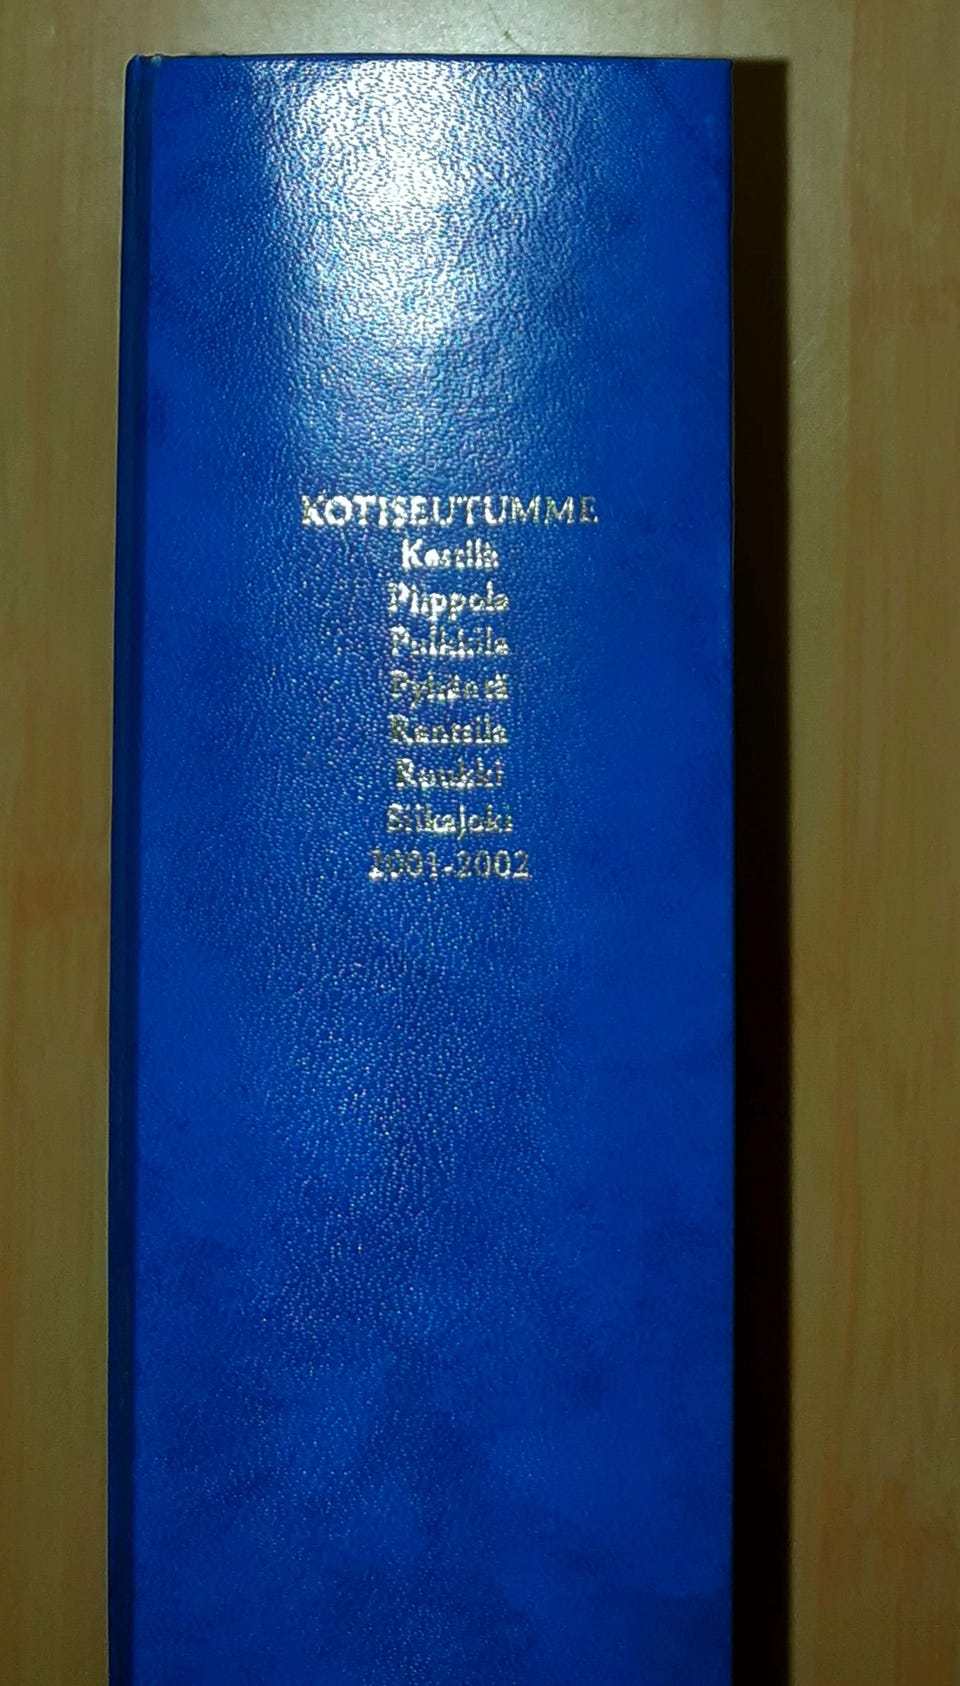 KOTISEUTUMME
Kestilä
Piippola
Pulkkila
Pyhäntä
Rantsila
Ruukki
Siikajoki
2001-2002